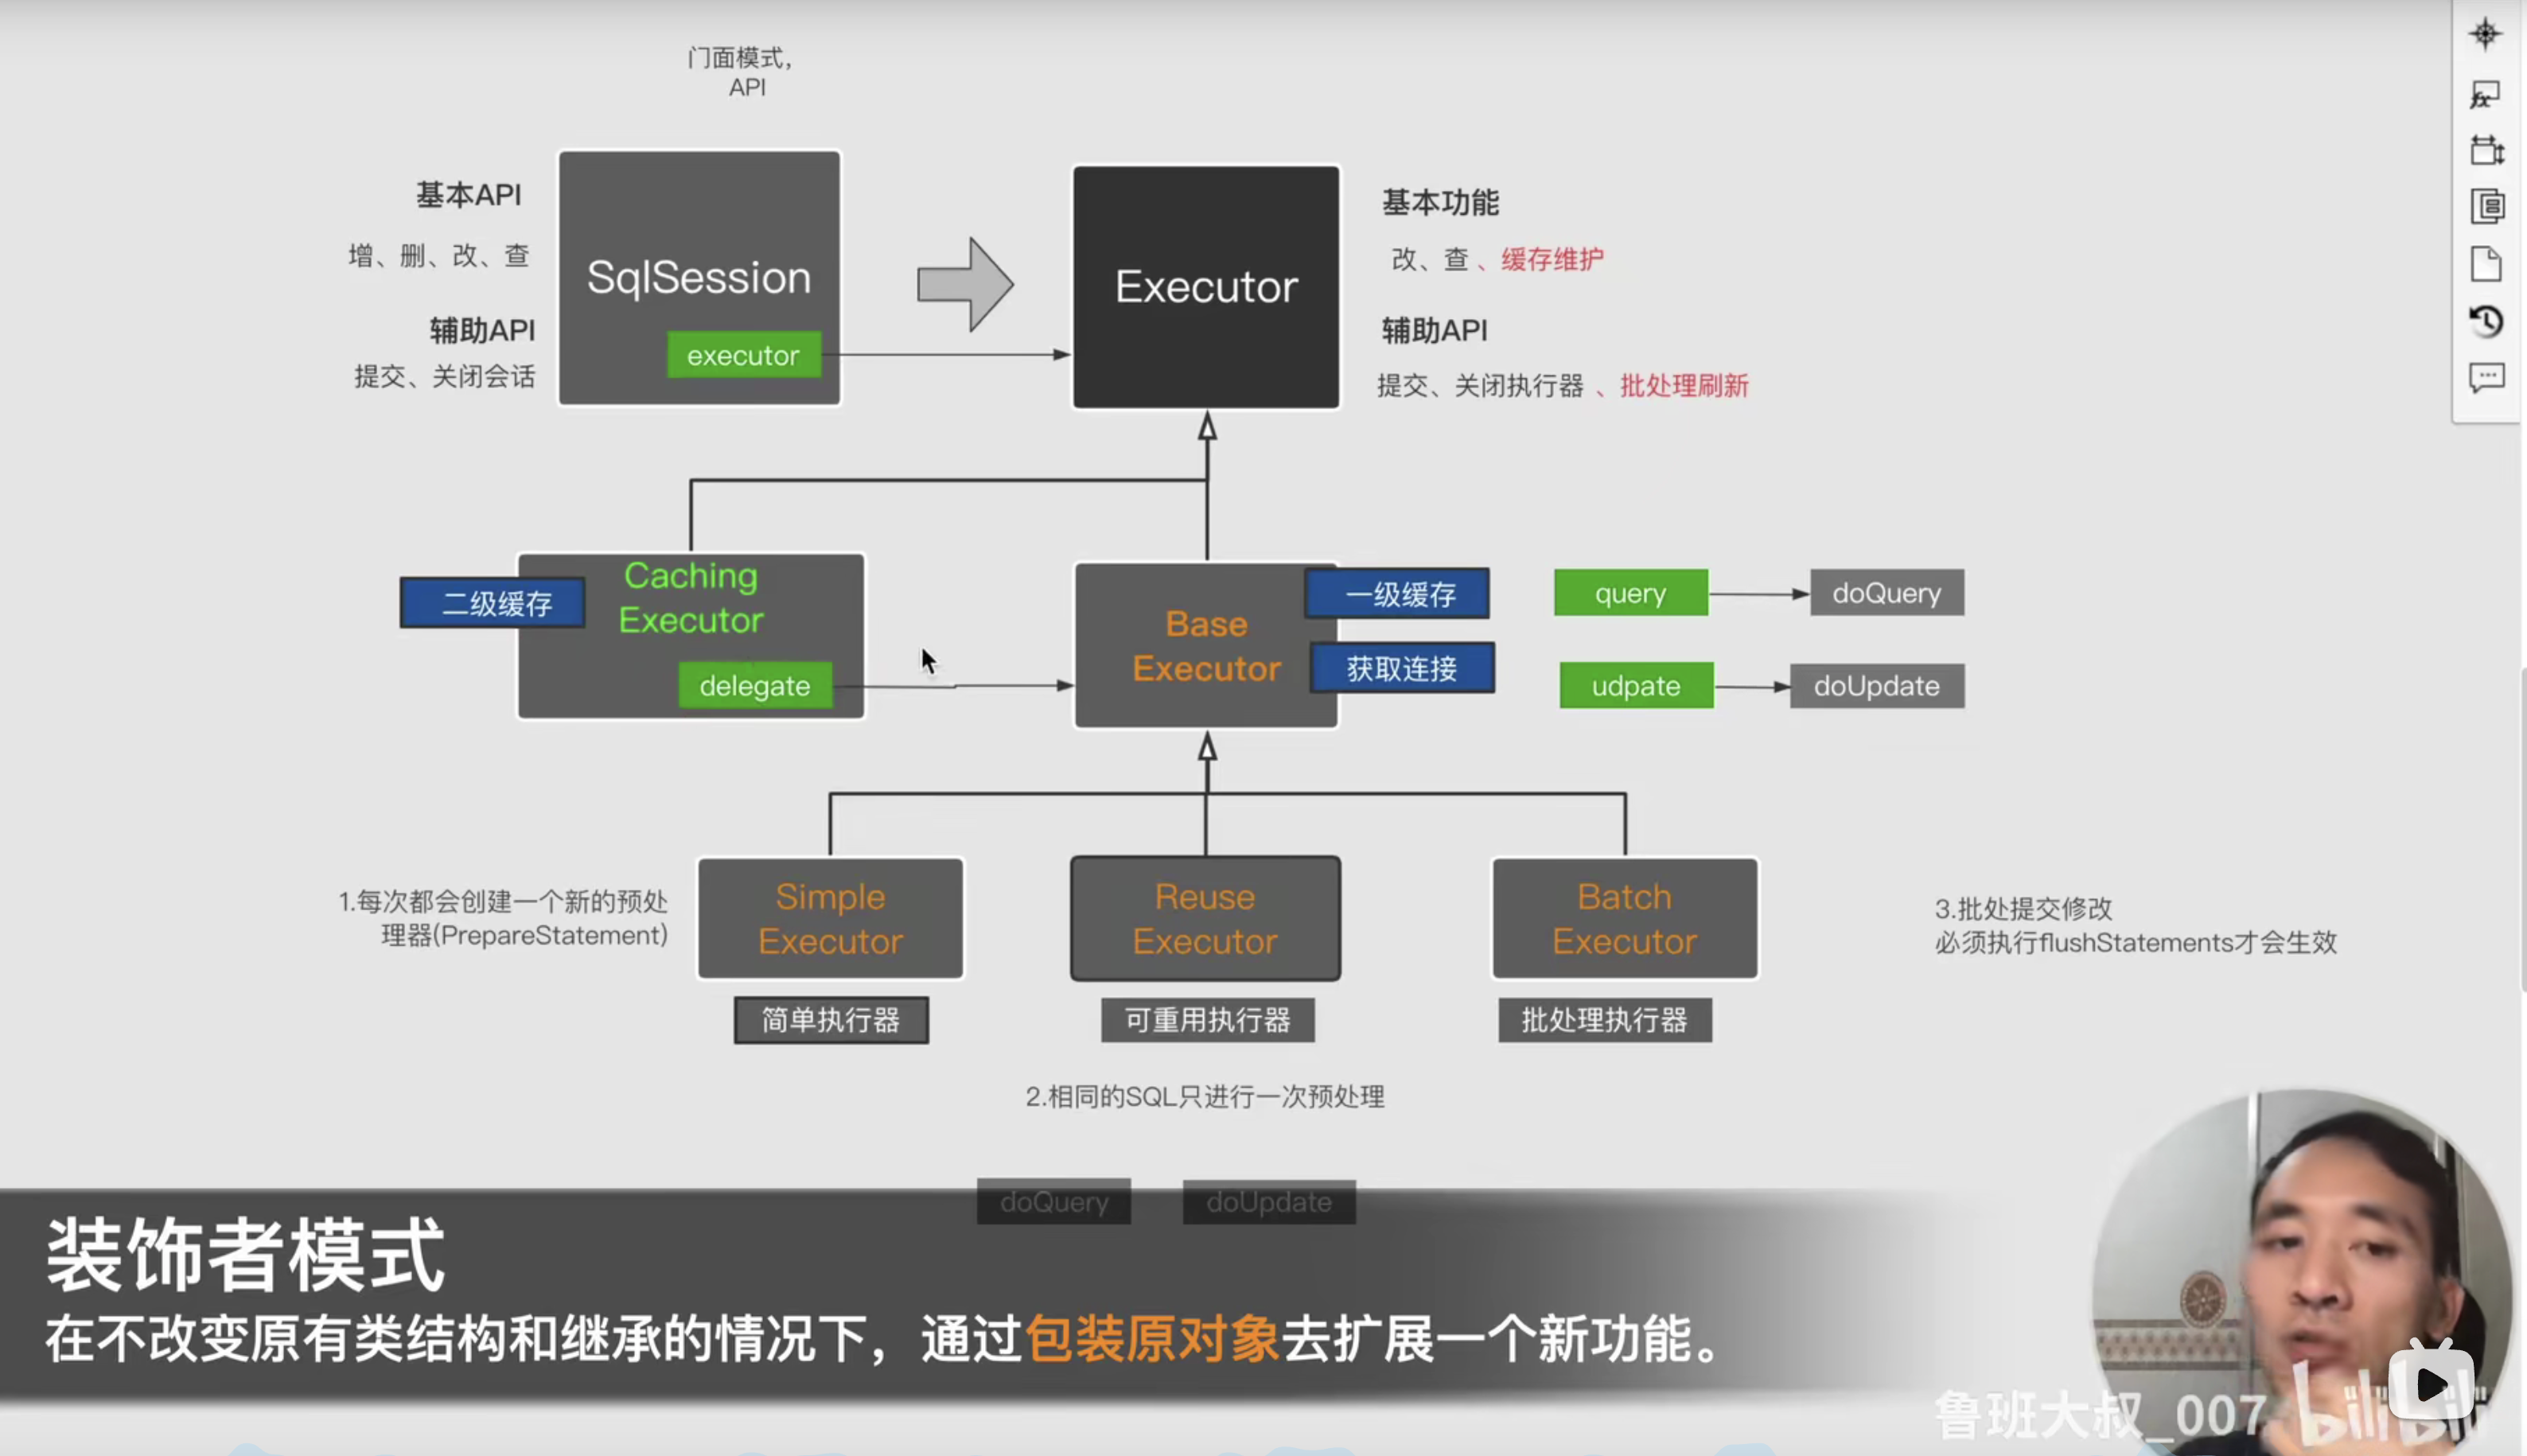 门面模式，
API
基本API
增、删、改、查
辅助API
提交、关闭会话
SqlSession
executor
Executor
基本功能
改、查 、缓存维护
辅助API
提交、关闭执行器 、批处理刷新
二级缓存
Caching
Executor
delegate
Base
Executor
一级缓存
获取连接
query
doQuery
udpate
doUpdate
1.每次都会创建一个新的预处
理器(PrepareStatement)
Simple
Executor
简单执行器
Reuse
Executor
可重用执行器
Batch
Executor
批处理执行器
3.批处提交修改
必须执行flushStatements才会生效
2.相同的SQL只进行一次预处理
doQuery
doUpdate
装饰者模式
在不改变原有类结构和继承的情况下，通过包装原对象去扩展一个新功能。
鲁班大叔_007
bilibili
fx